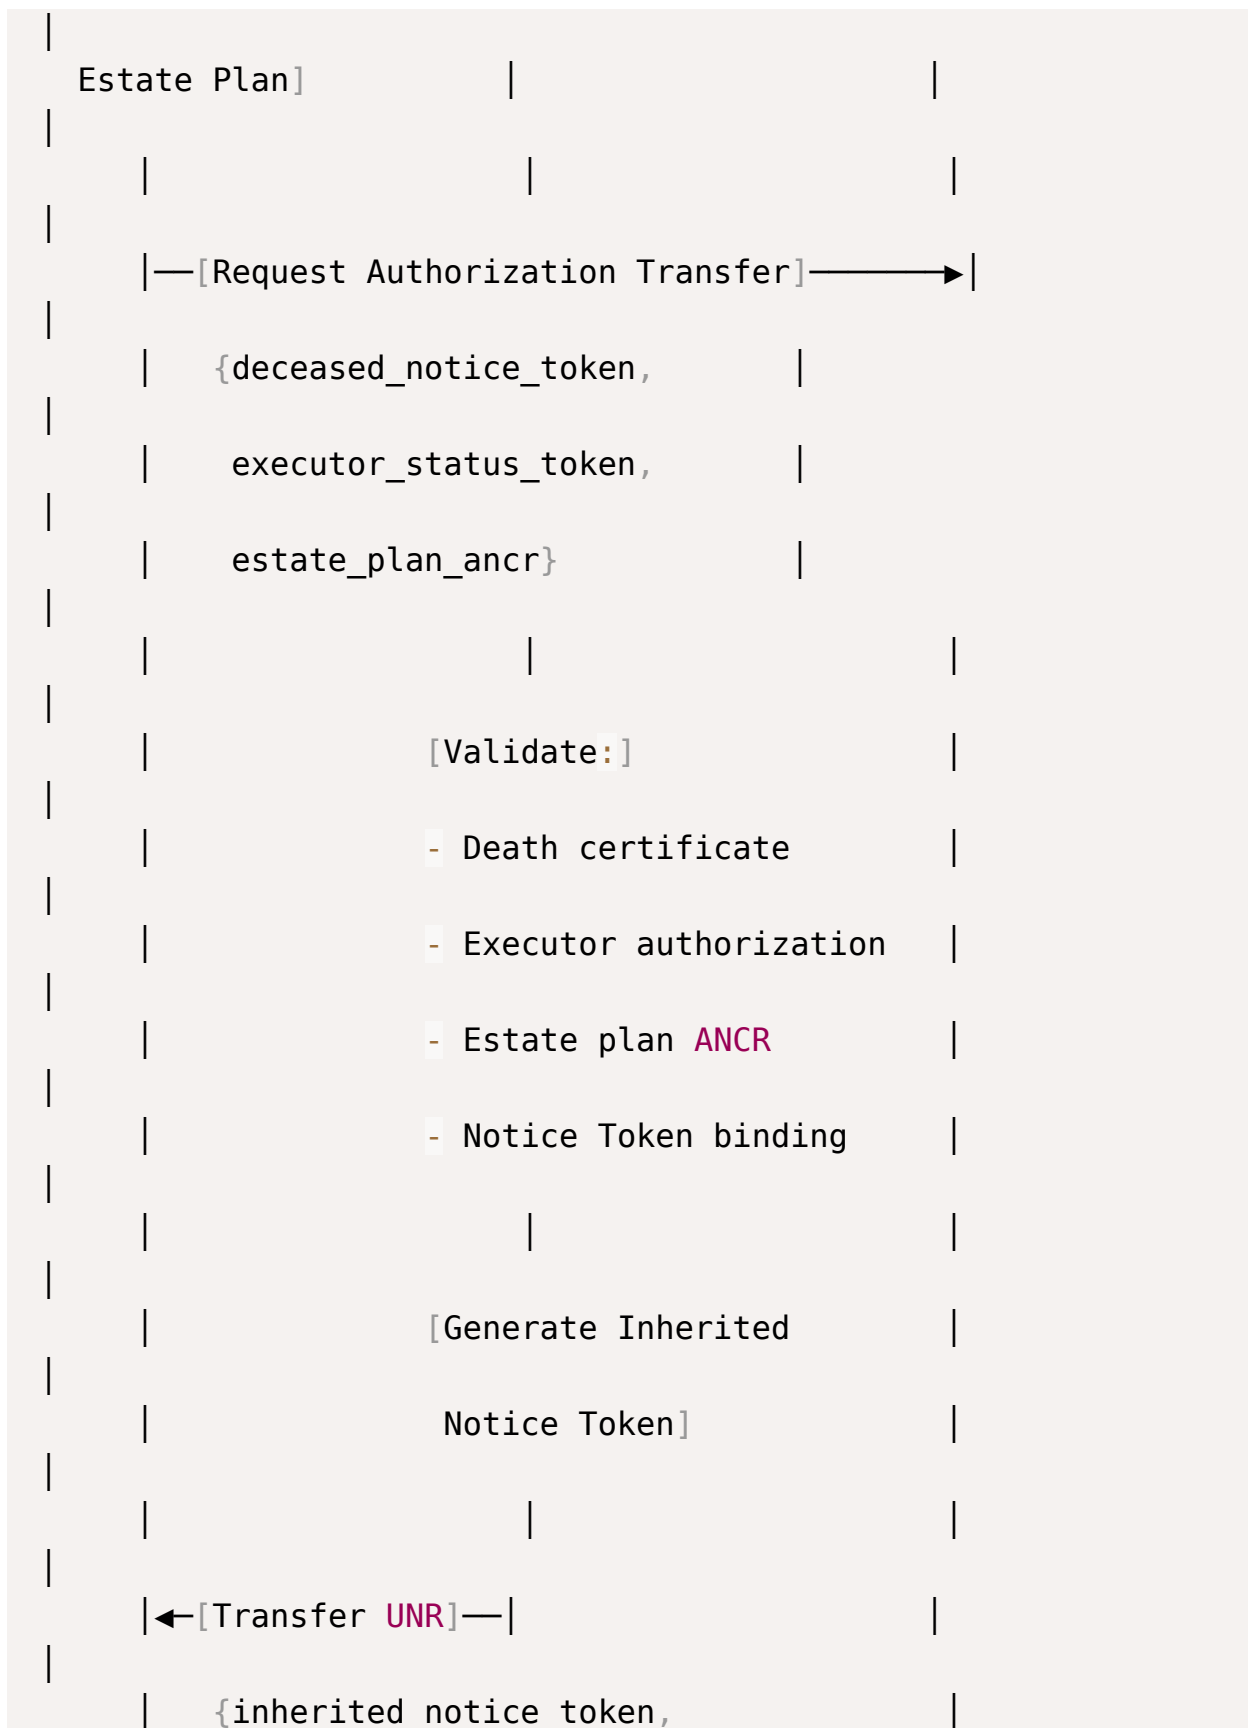 |
Estate Plan] | |
|
| | |
|
|──[Request Authorization Transfer]───────►|
|
| {deceased_notice_token, |
|
| executor_status_token, |
|
| estate_plan_ancr} |
|
| | |
|
| [Validate:] |
|
| - Death certificate |
|
| - Executor authorization |
|
| - Estate plan ANCR |
|
| - Notice Token binding |
|
| | |
|
| [Generate Inherited |
|
| Notice Token] |
|
| | |
|
|◄─[Transfer UNR]──| |
|
| {inherited_notice_token, |